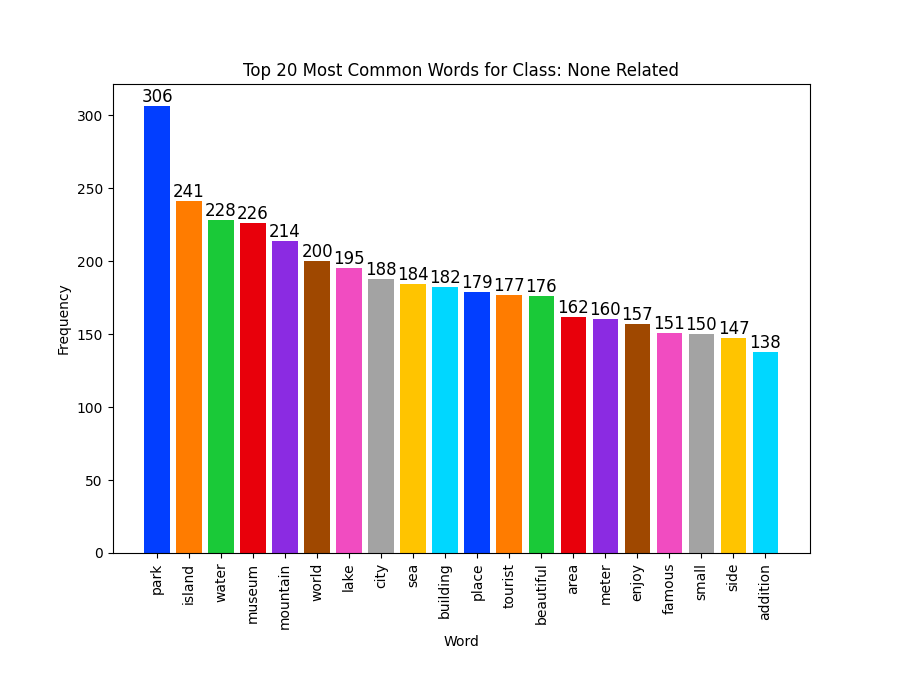 Top 20 Most Common Words for Class: None Related
306
241
228
226
214
200
195
188
184
182
179
177
176
162
160
157
151
150
147
138
300
250
200
150
100
50
0
Frequency
park
island
water
museum
mountain
world
lake
city
sea
building
place
tourist
beautiful
area
meter
enjoy
famous
small
side
addition
Word